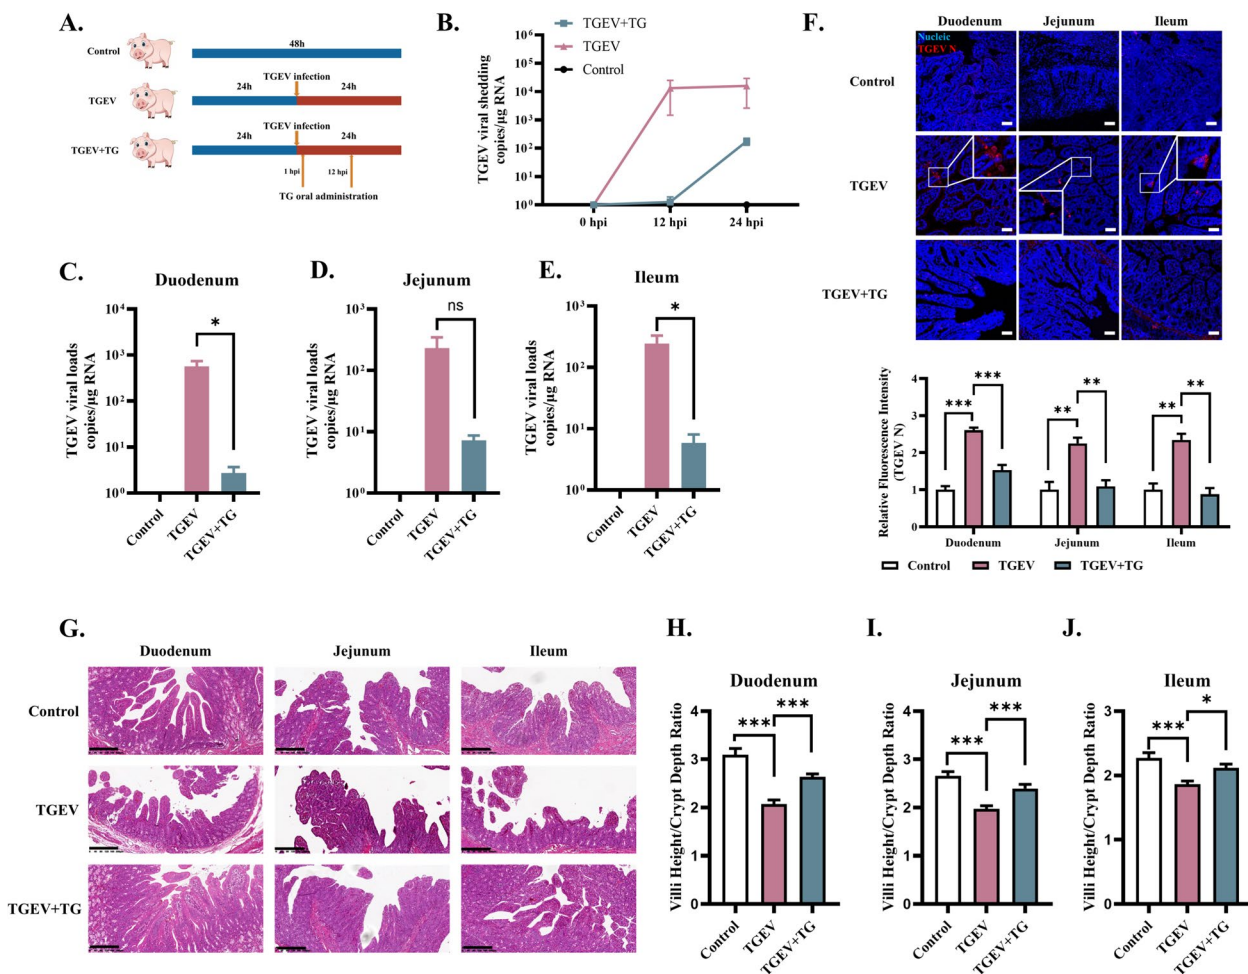 A.
Control
48h
TGEV infection
24h
24h
TGEV
TGEV infection
24h
24h
TGEV+TG
1 hpi
12 hpi
TG oral administration
B.
TGEV+TG
TGEV
Control
TGEV viral shedding
copies/μg RNA
10⁶
10⁵
10⁴
10³
10²
10¹
10⁰
0 hpi
12 hpi
24 hpi
C.
Duodenum
TGEV viral loads
copies/μg RNA
10⁴
10³
10²
10¹
10⁰
*
Control
TGEV
TGEV+TG
D.
Jejunum
TGEV viral loads
copies/μg RNA
10³
10²
10¹
10⁰
ns
Control
TGEV
TGEV+TG
E.
Ileum
TGEV viral loads
copies/μg RNA
10³
10²
10¹
10⁰
*
Control
TGEV
TGEV+TG
F.
Duodenum
Jejunum
Ileum
Nucleic
TGEV N
Control
TGEV
TGEV+TG
Relative Fluorescence Intensity
(TGEV N)
4
3
2
1
0
*** ***
** **
** **
Duodenum
Jejunum
Ileum
Control
TGEV
TGEV+TG
G.
Duodenum
Jejunum
Ileum
Control
TGEV
TGEV+TG
H.
Duodenum
Villi Height/Crypt Depth Ratio
4
3
2
1
0
*** ***
Control
TGEV
TGEV+TG
I.
Jejunum
Villi Height/Crypt Depth Ratio
4
3
2
1
0
*** ***
Control
TGEV
TGEV+TG
J.
Ileum
Villi Height/Crypt Depth Ratio
3
2
1
0
*** *
Control
TGEV
TGEV+TG